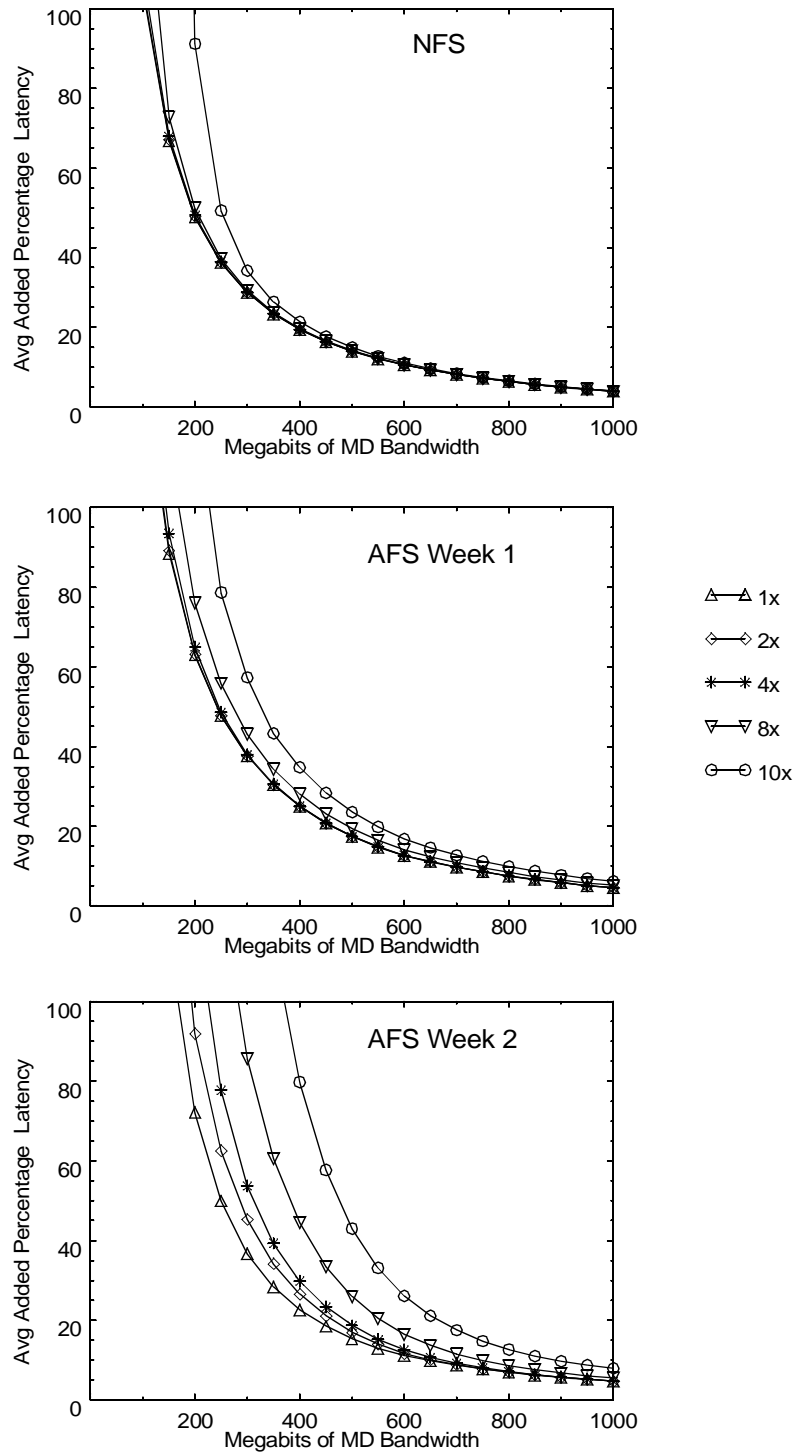 NFS
100
80
60
40
20
0
Avg Added Percentage Latency
200 400 600 800 1000
Megabits of MD Bandwidth
AFS Week 1
100
80
60
40
20
0
Avg Added Percentage Latency
200 400 600 800 1000
Megabits of MD Bandwidth
1x
2x
4x
8x
10x
AFS Week 2
100
80
60
40
20
0
Avg Added Percentage Latency
200 400 600 800 1000
Megabits of MD Bandwidth